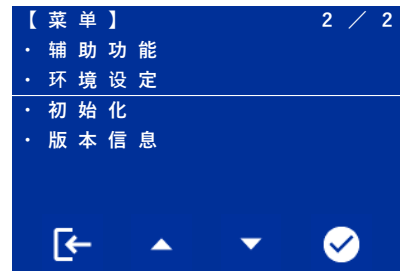 【菜单】 2／2
・辅助功能
・环境设定
・初始化
・版本信息